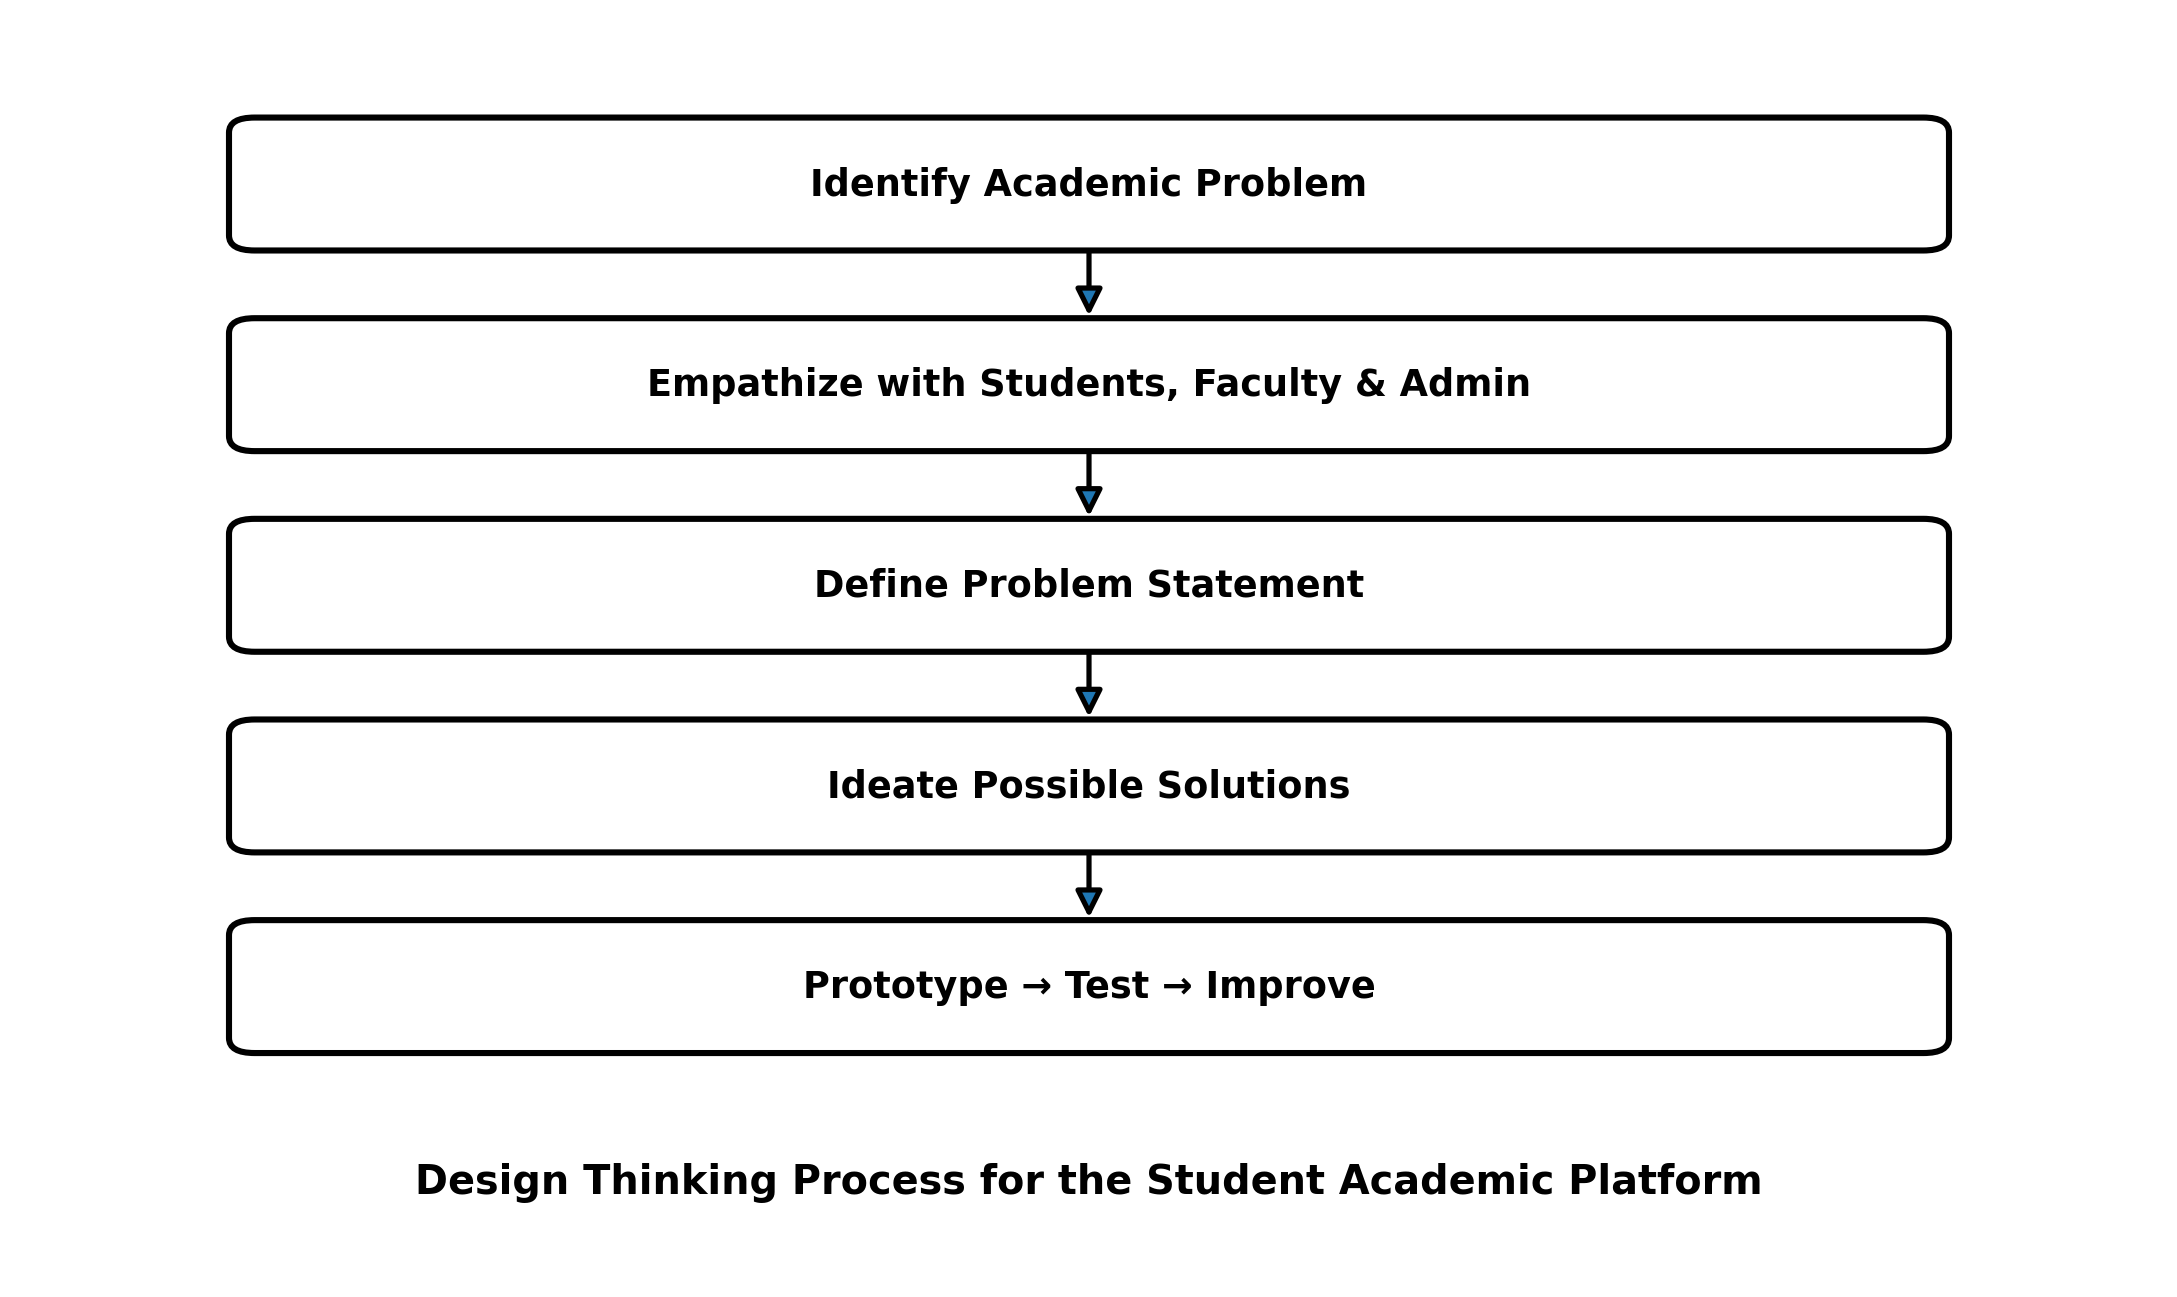 Identify Academic Problem
Empathize with Students, Faculty & Admin
Define Problem Statement
Ideate Possible Solutions
Prototype → Test → Improve
Design Thinking Process for the Student Academic Platform